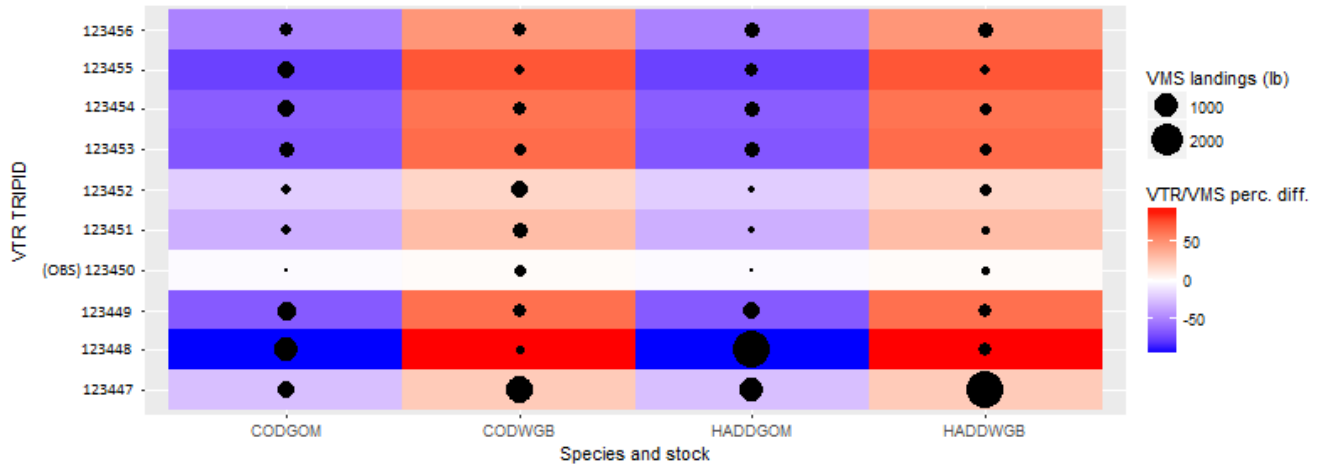 VTR TRIPID
123456
123455
123454
123453
123452
123451
(OBS) 123450
123449
123448
123447
CODGOM CODWGB HADDGOM HADDWGB
Species and stock
VMS landings (lb)
1000
2000
VTR/VMS perc. diff.
50
0
-50